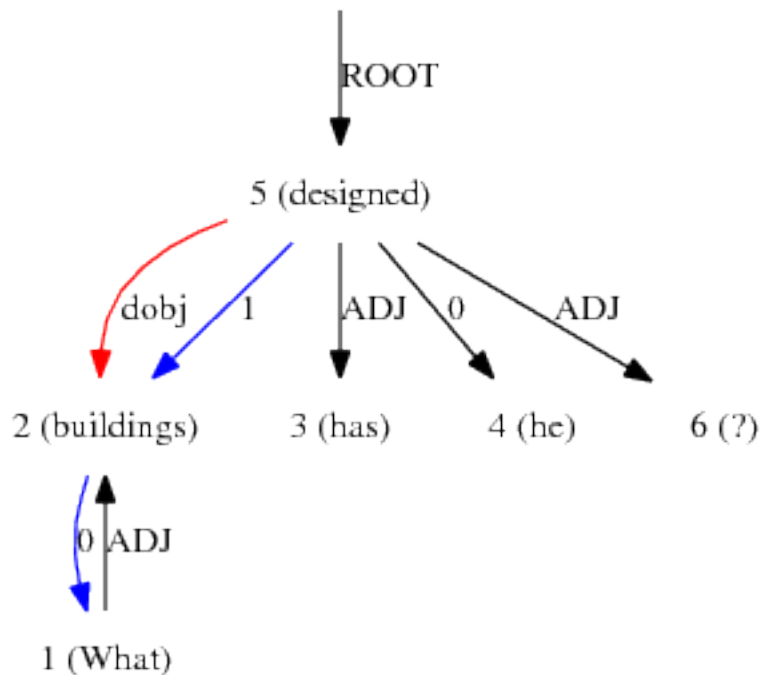 ROOT
5 (designed)
dobj 1 ADJ 0 ADJ
2 (buildings) 3 (has) 4 (he) 6 (?)
0 ADJ
1 (What)